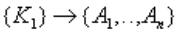 {K₁} → {A₁,..,Aₙ}